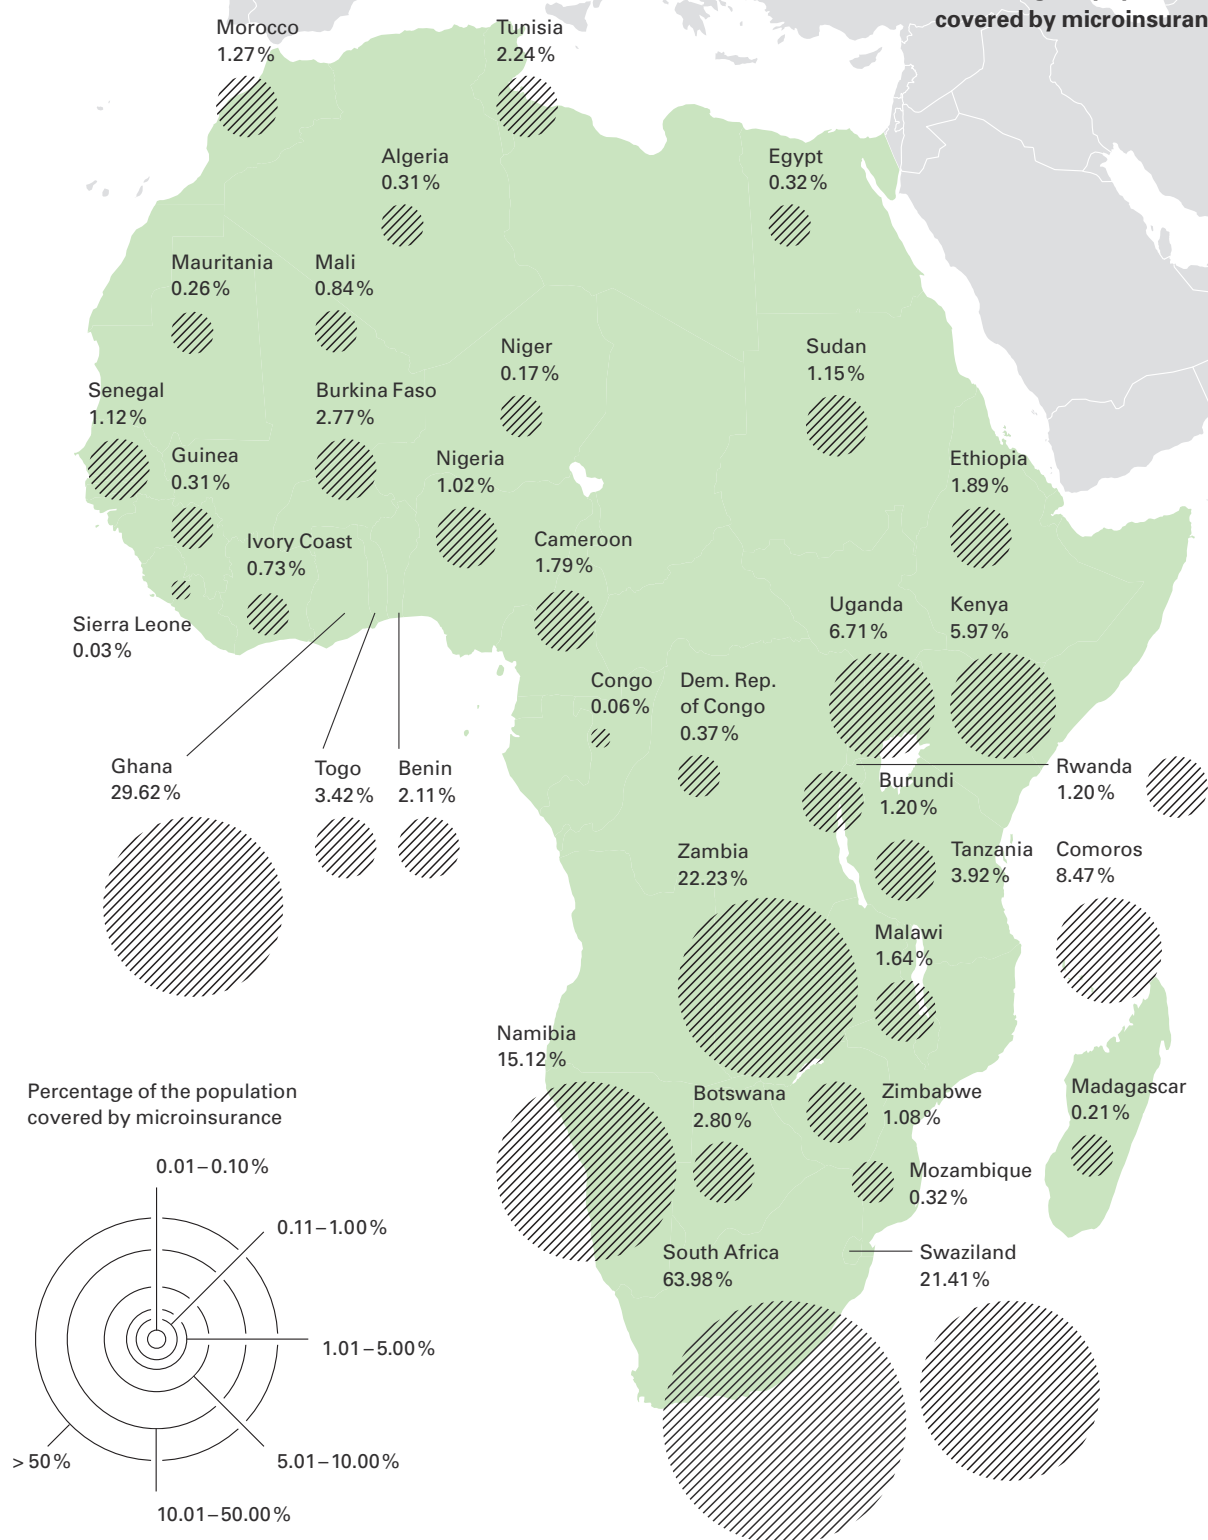 covered by microinsuran
Morocco
1.27%
Tunisia
2.24%
Algeria
0.31%
Egypt
0.32%
Mauritania
0.26%
Mali
0.84%
Niger
0.17%
Sudan
1.15%
Senegal
1.12%
Burkina Faso
2.77%
Guinea
0.31%
Nigeria
1.02%
Ethiopia
1.89%
Ivory Coast
0.73%
Cameroon
1.79%
Sierra Leone
0.03%
Uganda
6.71%
Kenya
5.97%
Congo
0.06%
Dem. Rep.
of Congo
0.37%
Ghana
29.62%
Togo
3.42%
Benin
2.11%
Burundi
1.20%
Rwanda
1.20%
Zambia
22.23%
Tanzania
3.92%
Comoros
8.47%
Malawi
1.64%
Namibia
15.12%
Botswana
2.80%
Zimbabwe
1.08%
Madagascar
0.21%
Mozambique
0.32%
South Africa
63.98%
Swaziland
21.41%
Percentage of the population
covered by microinsurance
0.01–0.10%
0.11–1.00%
1.01–5.00%
5.01–10.00%
10.01–50.00%
>50%